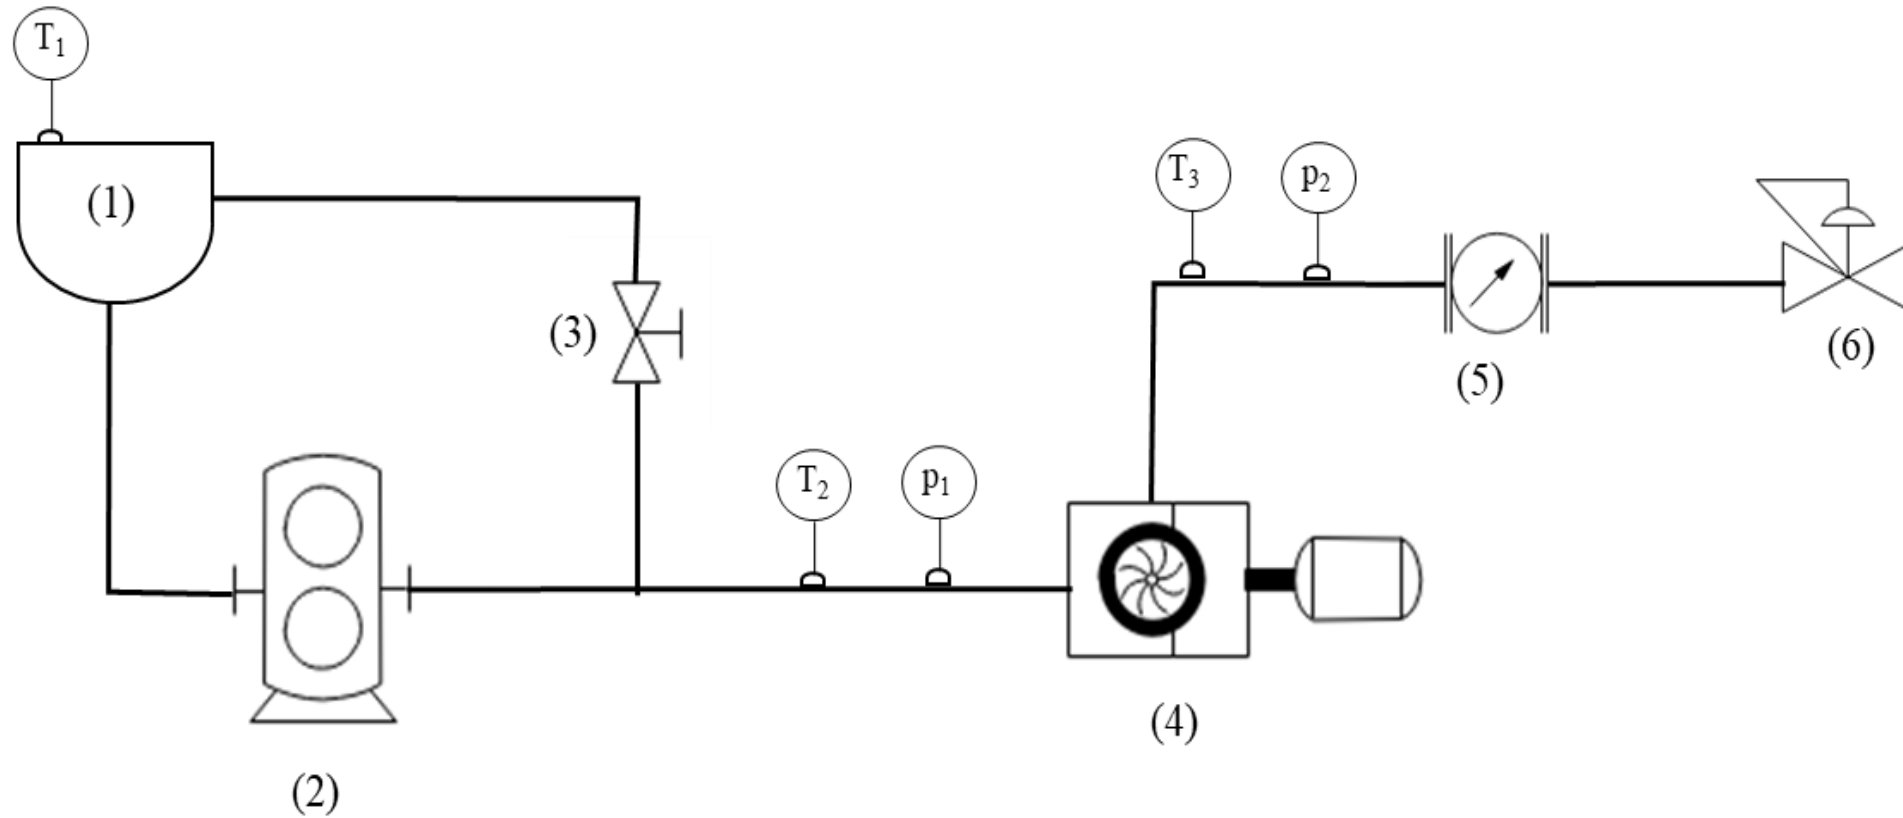 T₁
(1)
T₃
p₂
(3)
(6)
(5)
T₂
p₁
(4)
(2)